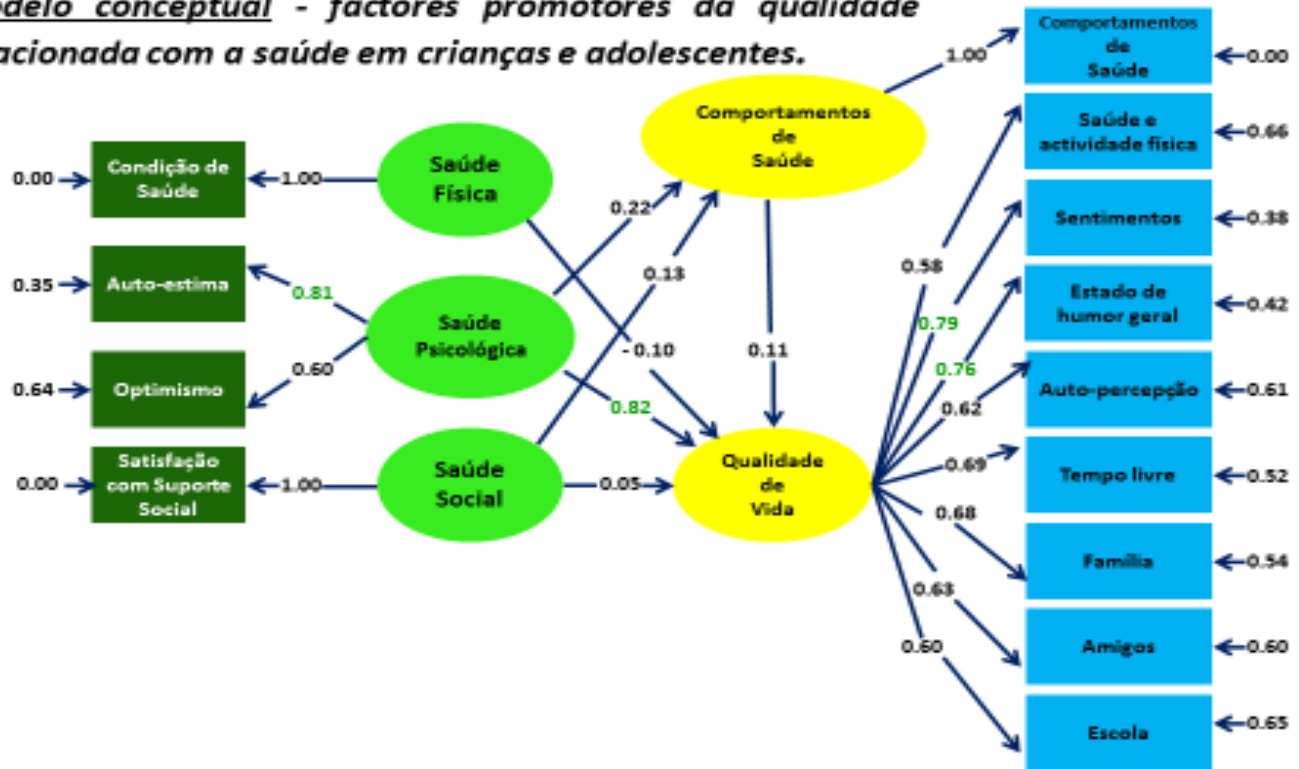 delo conceptual - factores promotores da qualidade
acionada com a saúde em crianças e adolescentes.
Condição de
Saúde
0.00
1.00
Auto-estima
0.35
0.81
Optimismo
0.64
0.60
Satisfação
com Suporte
Social
0.00
1.00
Saúde
Física
Saúde
Psicológica
Saúde
Social
0.22
0.13
- 0.10
0.82
0.05
Comportamentos
de
Saúde
0.11
Qualidade
de
Vida
1.00
0.58
0.79
0.76
0.62
0.69
0.68
0.63
0.60
Comportamentos
de
Saúde
0.00
Saúde e
actividade física
0.66
Sentimentos
0.38
Estado de
humor geral
0.42
Auto-percepção
0.61
Tempo livre
0.52
Família
0.54
Amigos
0.60
Escola
0.65